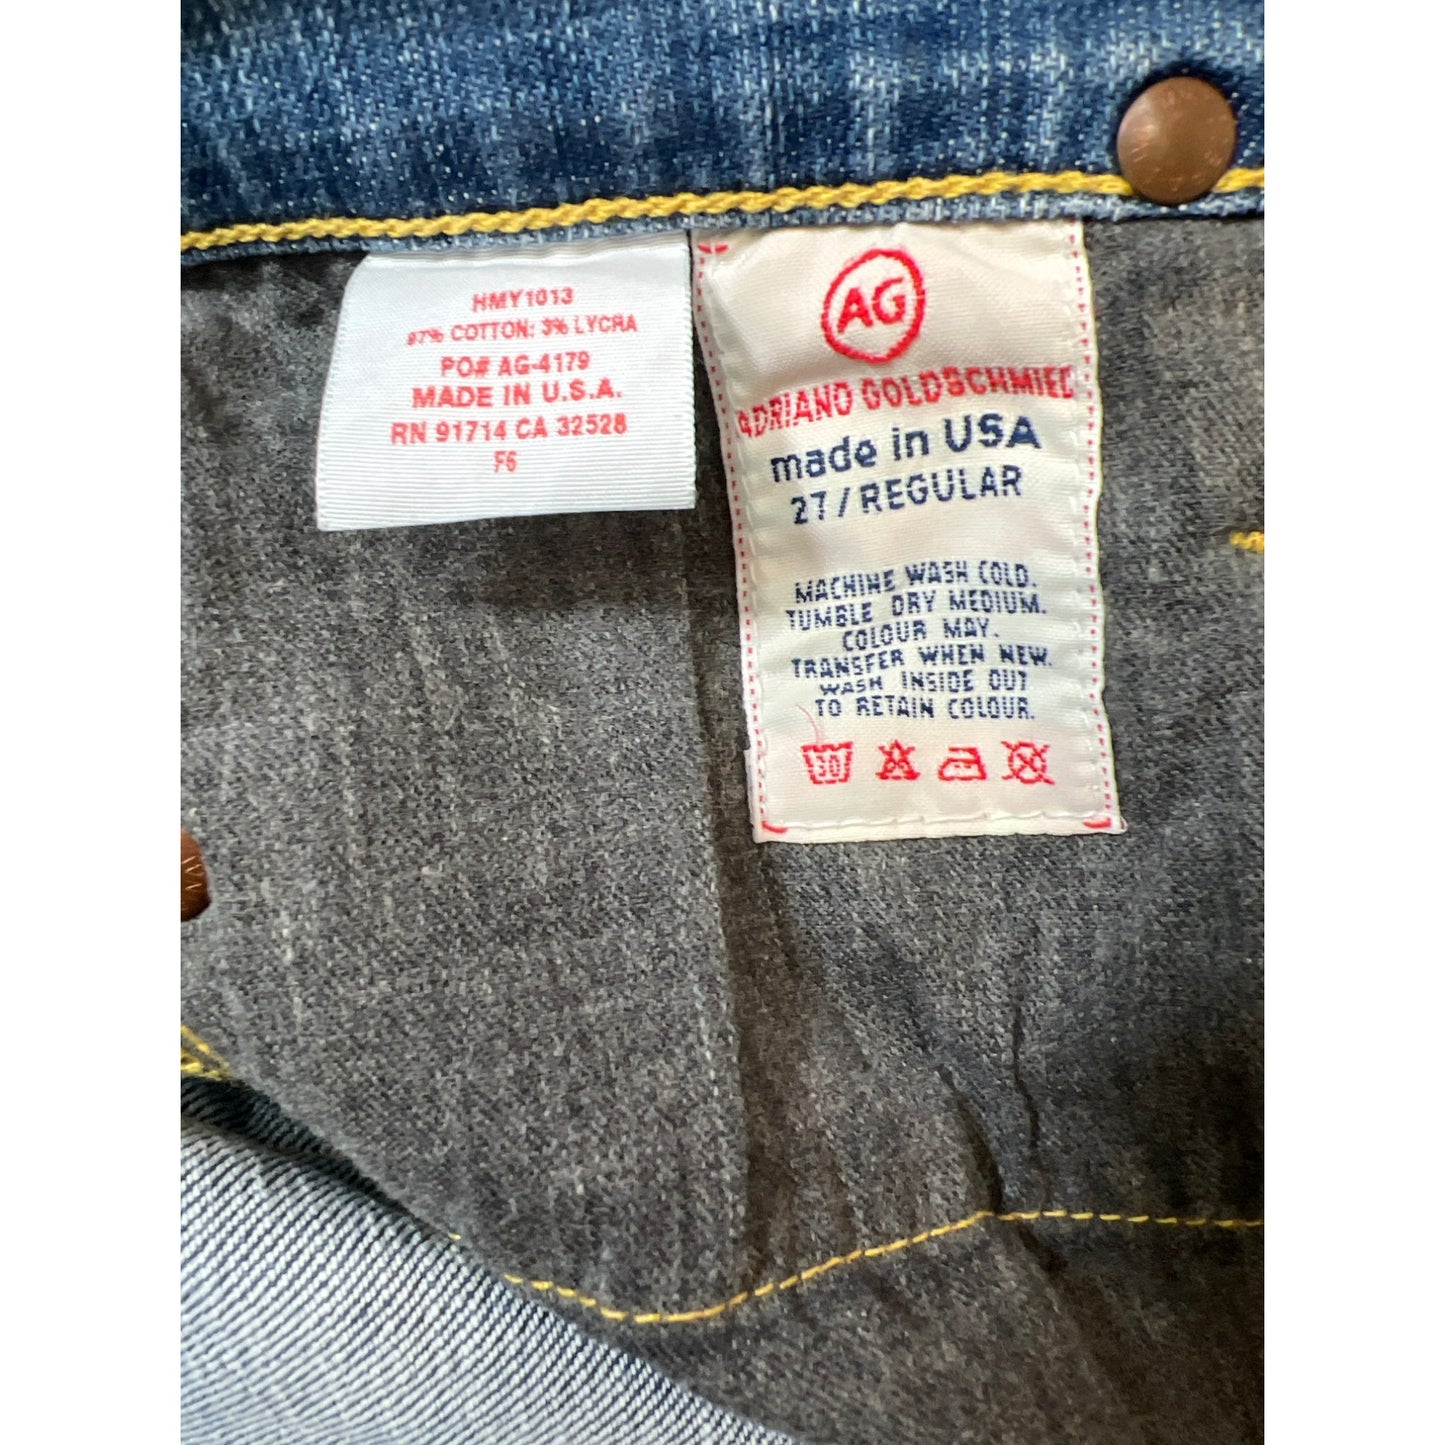 HMY1013
97% COTTON: 3% LYCRA
PO# AG-4179
MADE IN U.S.A.
RN 91714 CA 32528
F6
AG
ADRIANO GOLDSCHMIED
made in USA
27/REGULAR
MACHINE WASH COLD.
TUMBLE DRY MEDIUM.
COLOUR MAY.
TRANSFER WHEN NEW.
WASH INSIDE OUT
TO RETAIN COLOUR.
30